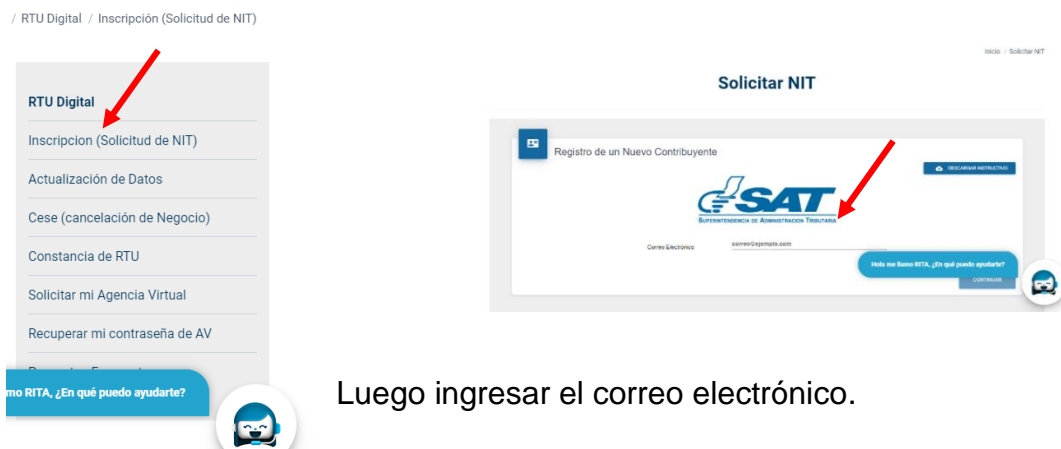 / RTU Digital / Inscripción (Solicitud de NIT)
RTU Digital
Inscripcion (Solicitud de NIT)
Actualización de Datos
Cese (cancelación de Negocio)
Constancia de RTU
Solicitar mi Agencia Virtual
Recuperar mi contraseña de AV
mo RITA, ¿En qué puedo ayudarte?
Inicio / Solicitar NIT
Solicitar NIT
Registro de un Nuevo Contribuyente
DESCARGAR INSTRUCTIVO
SAT
SUPERINTENDENCIA DE ADMINISTRACION TRIBUTARIA
Correo Electrónico
correo@ejemplo.com
Hola me llamo RITA, ¿En qué puedo ayudarte?
CONTINUAR
Luego ingresar el correo electrónico.